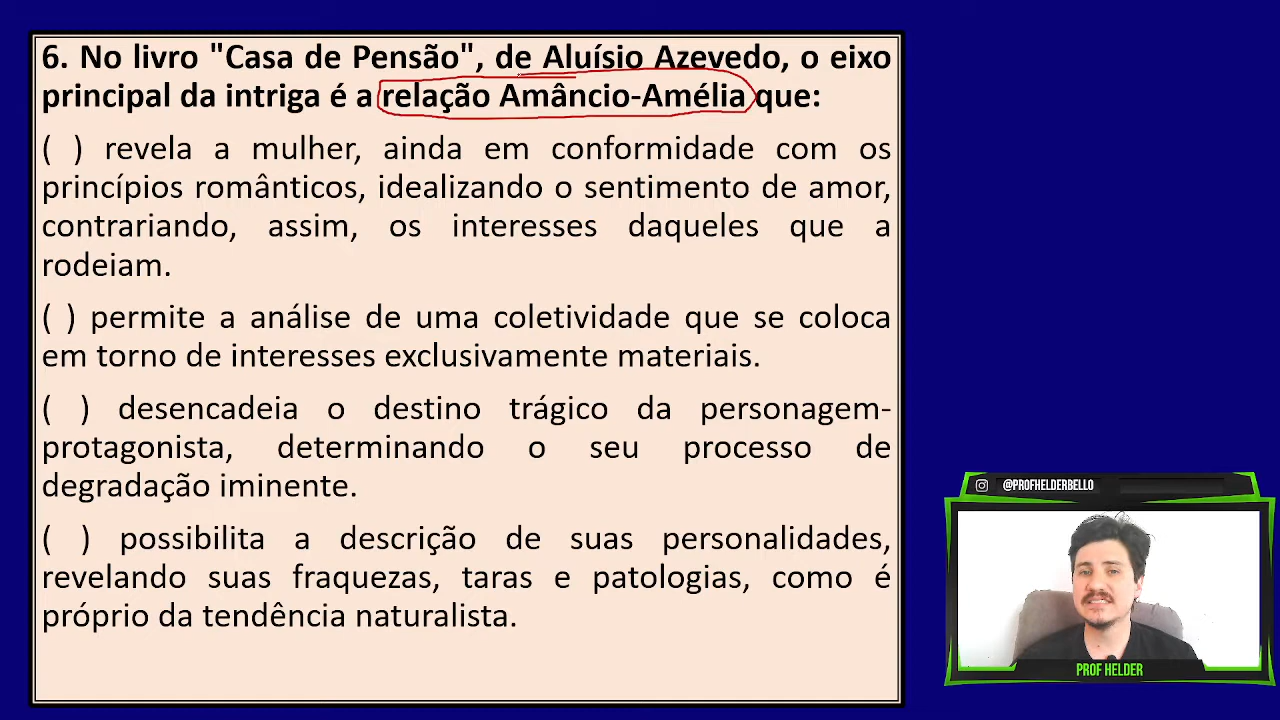 6. No livro "Casa de Pensão", de Aluísio Azevedo, o eixo
principal da intriga é a relação Amâncio-Amélia que:
( ) revela a mulher, ainda em conformidade com os
princípios românticos, idealizando o sentimento de amor,
contrariando, assim, os interesses daqueles que a
rodeiam.
( ) permite a análise de uma coletividade que se coloca
em torno de interesses exclusivamente materiais.
( ) desencadeia o destino trágico da personagem-
protagonista, determinando o seu processo de
degradação iminente.
( ) possibilita a descrição de suas personalidades,
revelando suas fraquezas, taras e patologias, como é
próprio da tendência naturalista.
@PROFHELDERBELLO
PROF HELDER